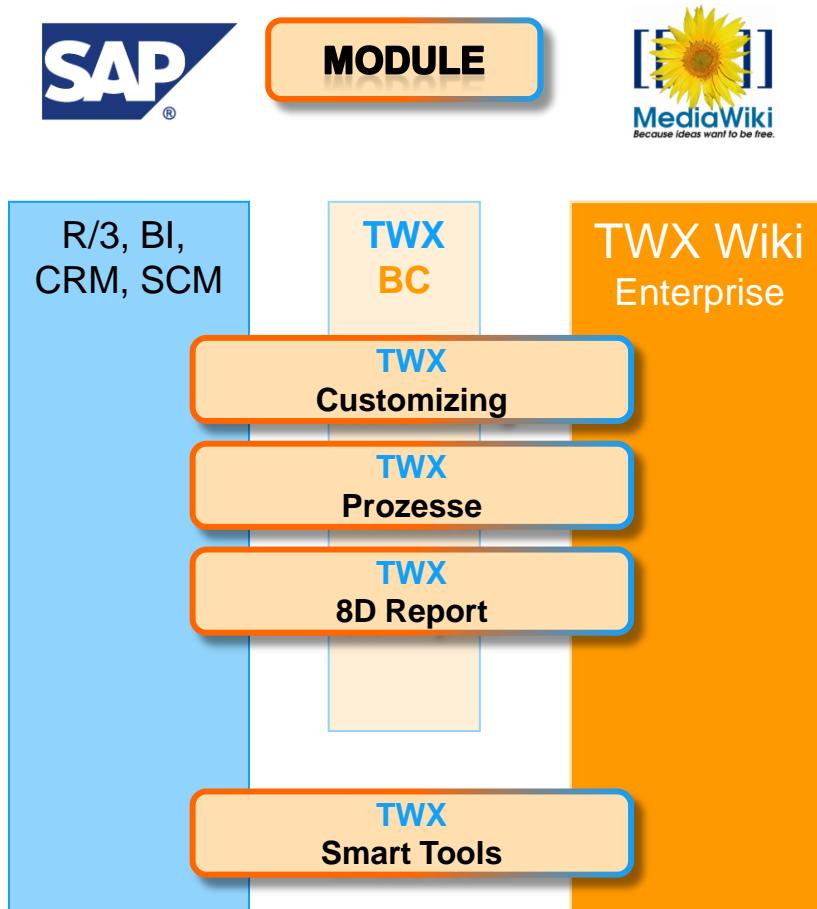 SAP
®
MODULE
[[ ]]
MediaWiki
Because ideas want to be free.
R/3, BI,
CRM, SCM
TWX
BC
TWX Wiki
Enterprise
TWX
Customizing
TWX
Prozesse
TWX
8D Report
TWX
Smart Tools